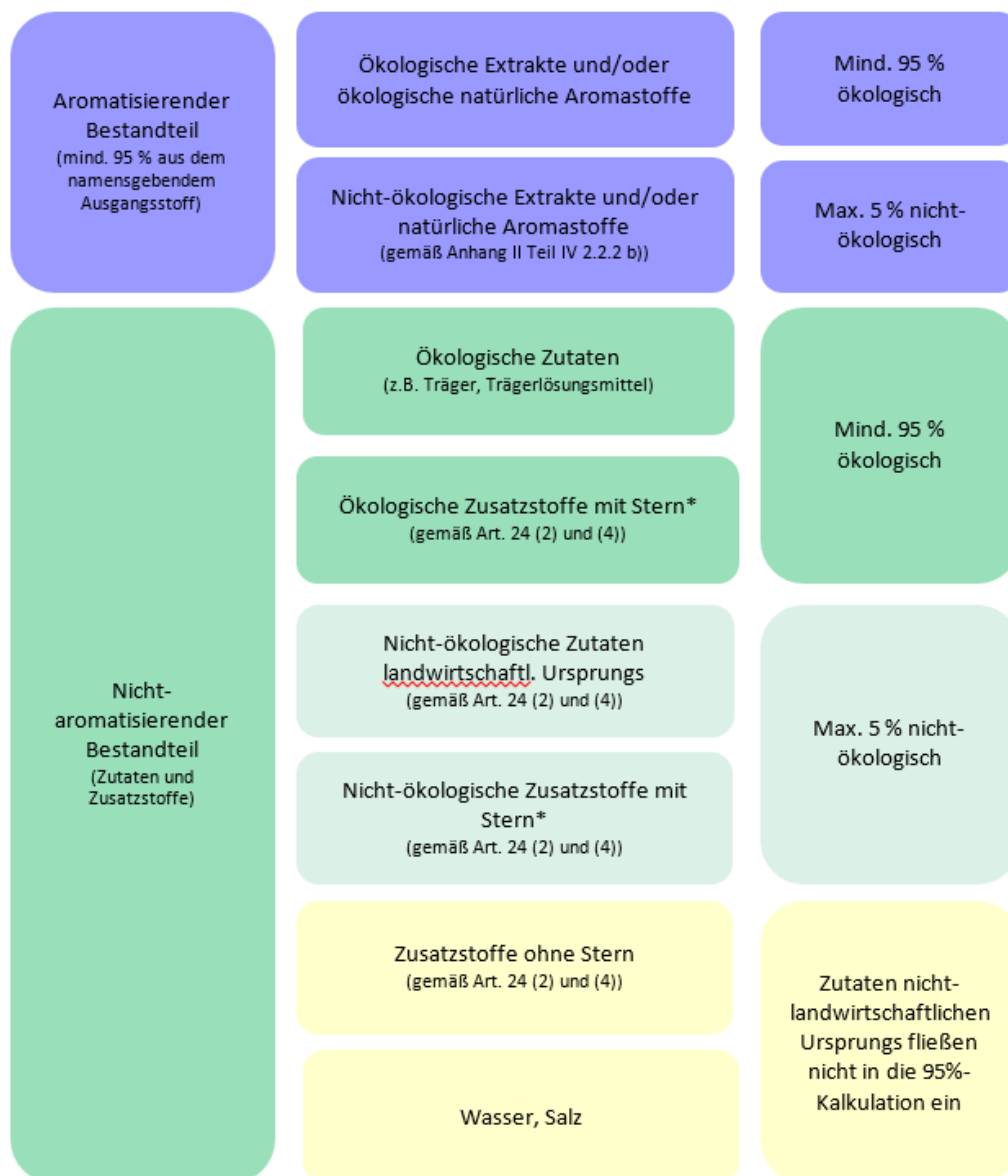 Aromatisierender
Bestandteil
(mind. 95 % aus dem
namensgebendem
Ausgangsstoff)
Ökologische Extrakte und/oder
ökologische natürliche Aromastoffe
Mind. 95 %
ökologisch
Nicht-ökologische Extrakte und/oder
natürliche Aromastoffe
(gemäß Anhang II Teil IV 2.2.2 b))
Max. 5 % nicht-
ökologisch
Nicht-
aromatisierender
Bestandteil
(Zutaten und
Zusatzstoffe)
Ökologische Zutaten
(z.B. Träger, Trägerlösungsmittel)
Ökologische Zusatzstoffe mit Stern*
(gemäß Art. 24 (2) und (4))
Mind. 95 %
ökologisch
Nicht-ökologische Zutaten
landwirtschaftl. Ursprungs
(gemäß Art. 24 (2) und (4))
Nicht-ökologische Zusatzstoffe mit
Stern*
(gemäß Art. 24 (2) und (4))
Max. 5 % nicht-
ökologisch
Zusatzstoffe ohne Stern
(gemäß Art. 24 (2) und (4))
Wasser, Salz
Zutaten nicht-
landwirtschaftlichen
Ursprungs fließen
nicht in die 95%-
Kalkulation ein